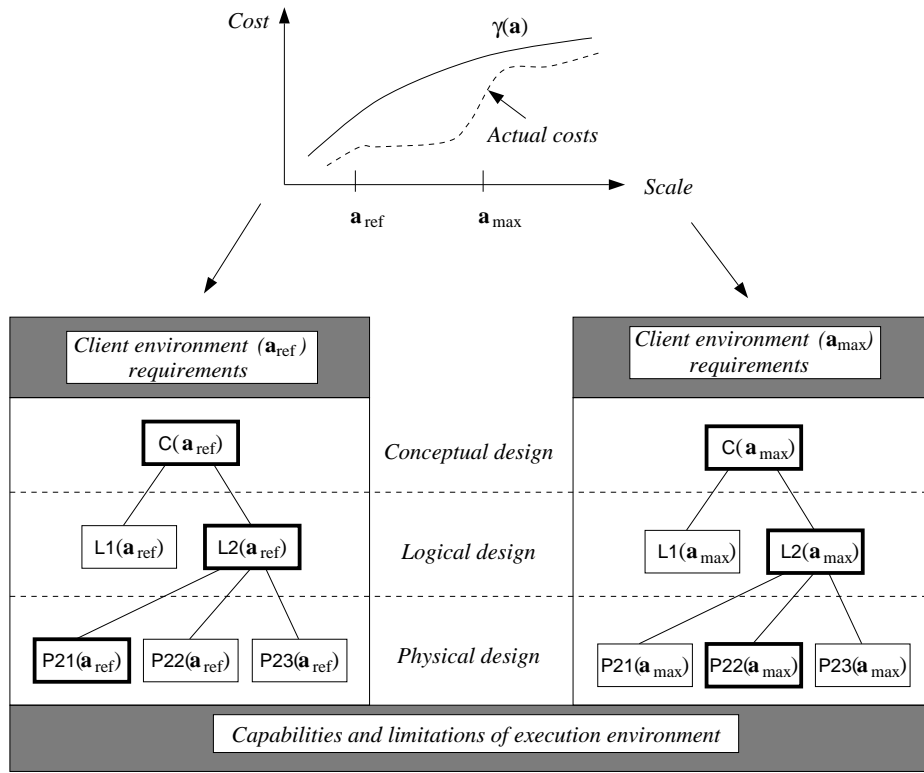 Cost
γ(a)
Actual costs
Scale
a ref
a max
Client environment (a ref) requirements
Client environment (a max) requirements
C(a ref)
Conceptual design
C(a max)
L1(a ref)
L2(a ref)
Logical design
L1(a max)
L2(a max)
P21(a ref)
P22(a ref)
P23(a ref)
Physical design
P21(a max)
P22(a max)
P23(a max)
Capabilities and limitations of execution environment